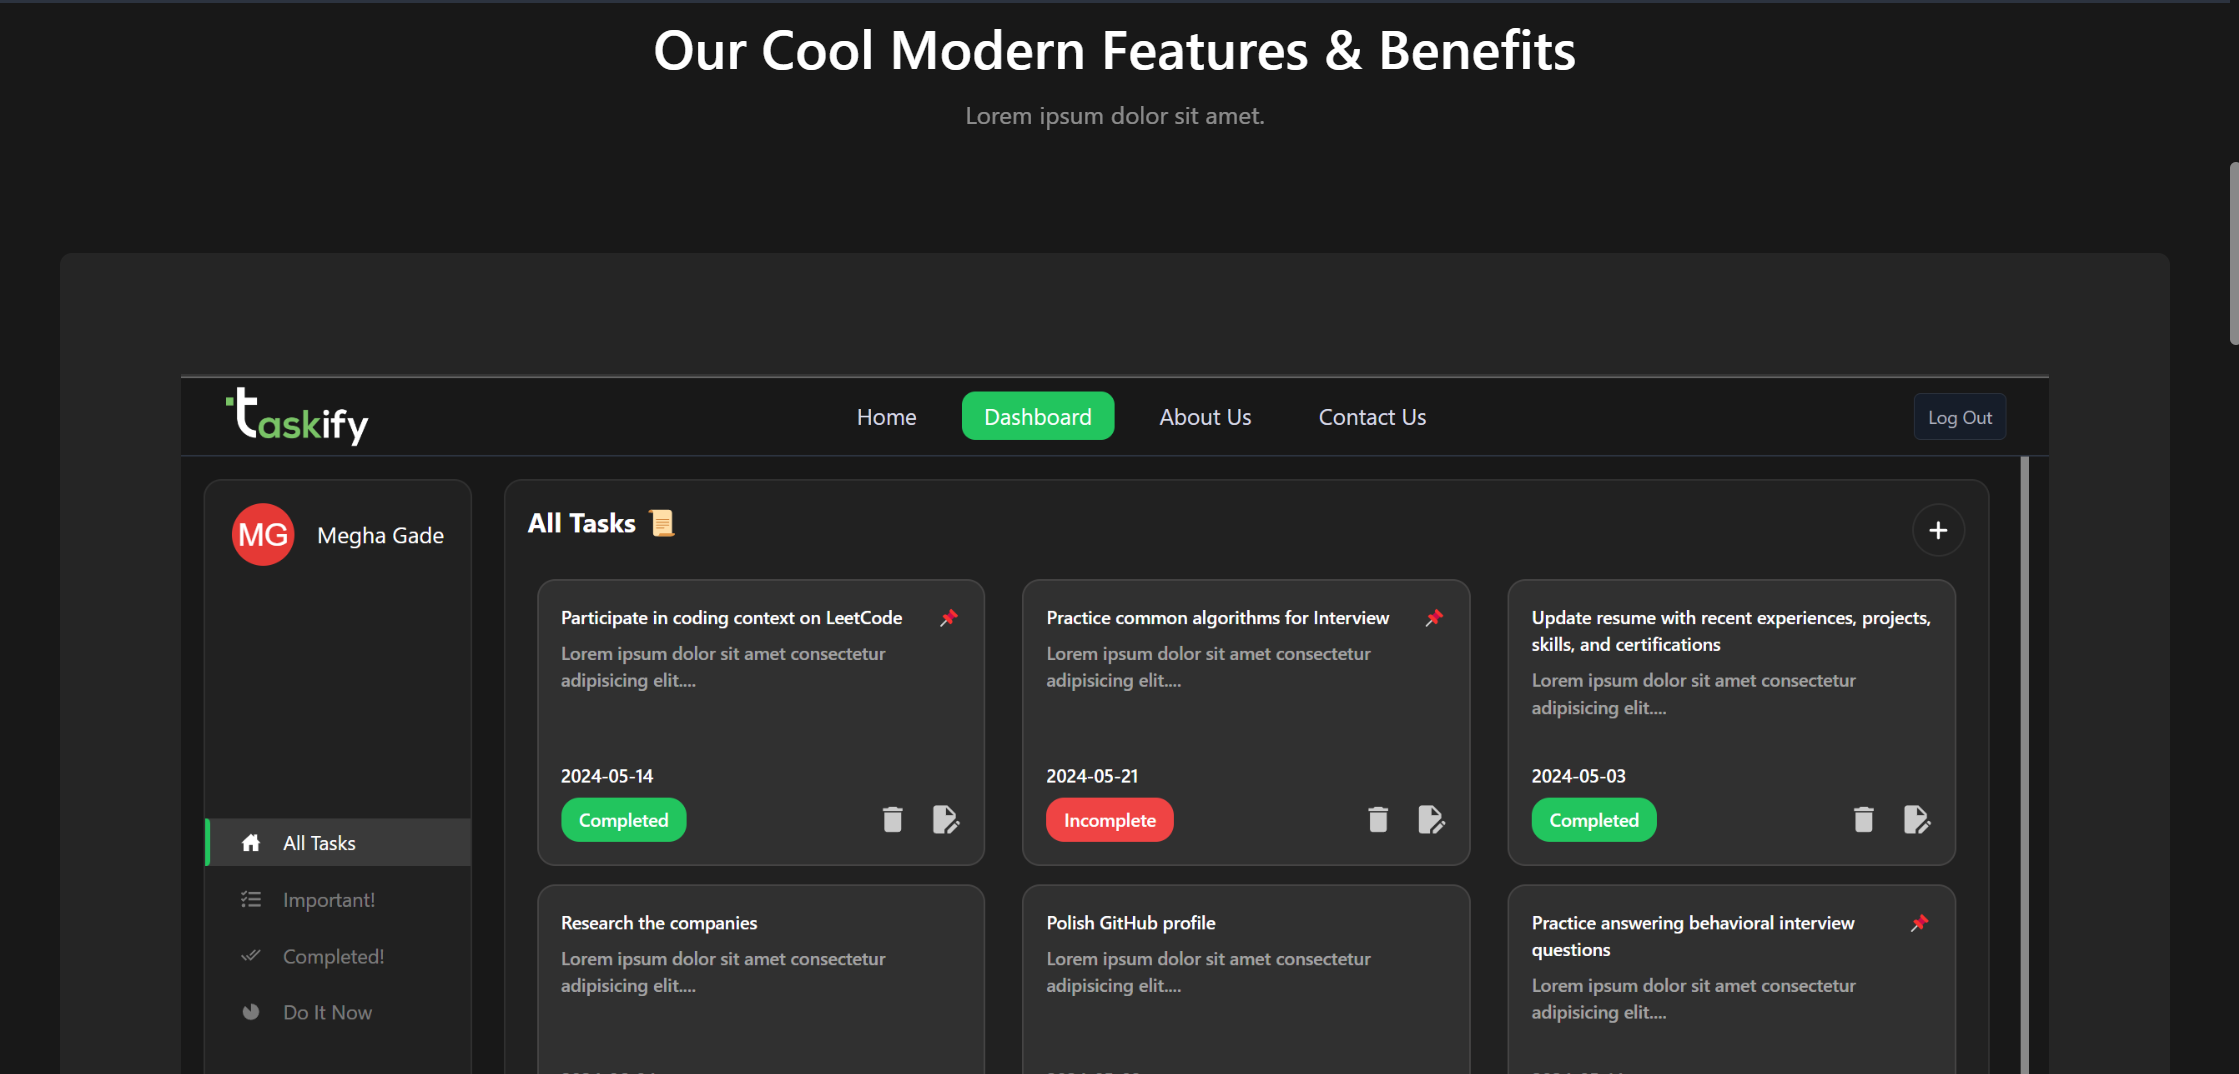 Our Cool Modern Features & Benefits
Lorem ipsum dolor sit amet.
taskify
Home
Dashboard
About Us
Contact Us
Log Out
MG
Megha Gade
All Tasks
Important!
Completed!
Do It Now
All Tasks 📜
+
Participate in coding context on LeetCode
Lorem ipsum dolor sit amet consectetur
adipisicing elit....
2024-05-14
Completed
Practice common algorithms for Interview
Lorem ipsum dolor sit amet consectetur
adipisicing elit....
2024-05-21
Incomplete
Update resume with recent experiences, projects,
skills, and certifications
Lorem ipsum dolor sit amet consectetur
adipisicing elit....
2024-05-03
Completed
Research the companies
Lorem ipsum dolor sit amet consectetur
adipisicing elit....
Polish GitHub profile
Lorem ipsum dolor sit amet consectetur
adipisicing elit....
Practice answering behavioral interview
questions
Lorem ipsum dolor sit amet consectetur
adipisicing elit....